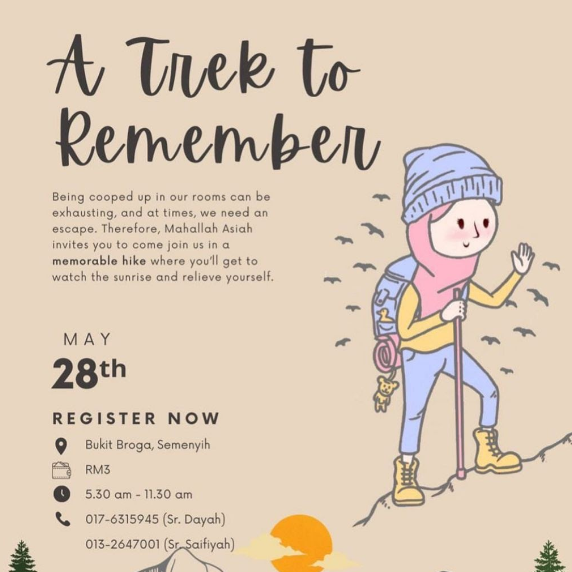 A Trek to
Remember
Being cooped up in our rooms can be
exhausting, and at times, we need an
escape. Therefore, Mahallah Asiah
invites you to come join us in a
memorable hike where you'll get to
watch the sunrise and relieve yourself.
MAY
28th
REGISTER NOW
Bukit Broga, Semenyih
RM3
5.30 am - 11.30 am
017-6315945 (Sr. Dayah)
013-2647001 (Sr. Saifiyah)